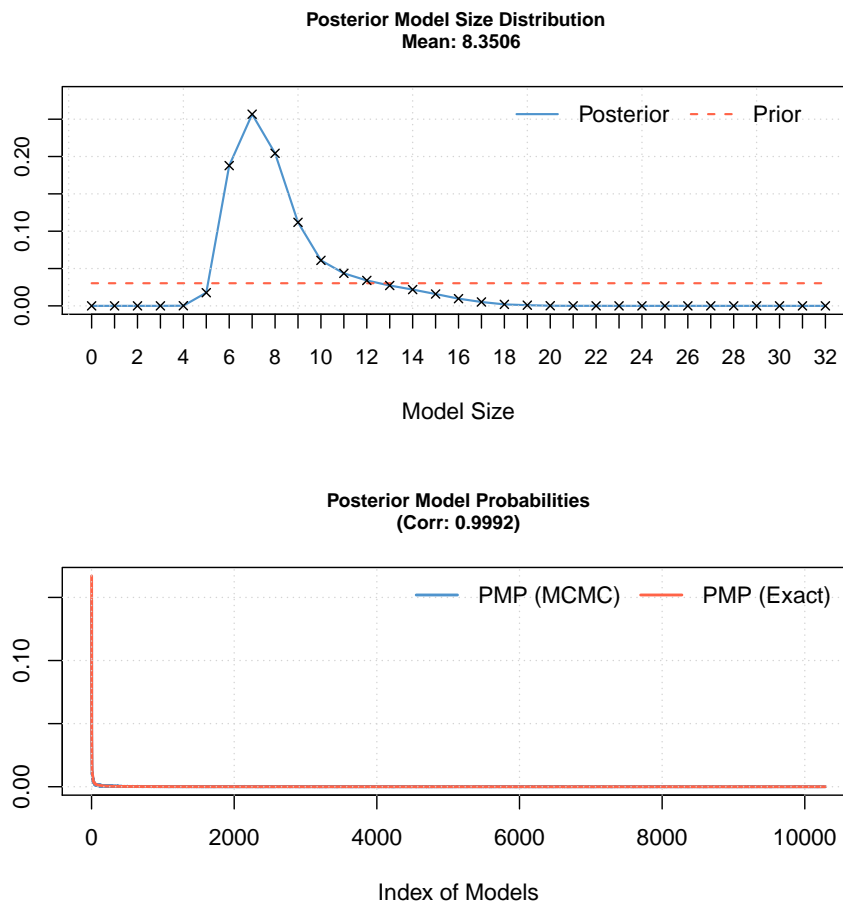 Posterior Model Size Distribution
Mean: 8.3506
Posterior
Prior
0.20
0.10
0.00
0 2 4 6 8 10 12 14 16 18 20 22 24 26 28 30 32
Model Size
Posterior Model Probabilities
(Corr: 0.9992)
PMP (MCMC)
PMP (Exact)
0.10
0.00
0 2000 4000 6000 8000 10000
Index of Models